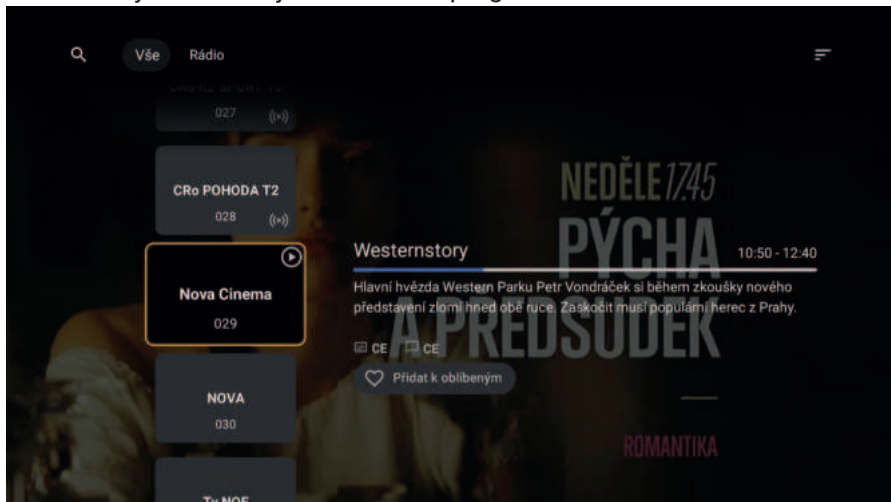 Vše
Rádio
027
CRo POHODA T2
028
Nova Cinema
029
NOVA
030
Westernstory
10:50 - 12:40
Hlavní hvězda Western Parku Petr Vondráček si během zkoušky nového
představení zlomí hned obě ruce. Zaskočit musí populární herec z Prahy.
CE CE
Přidat k oblíbeným
NEDĚLE 17.45
PÝCHA
A PŘEDSUDEK
ROMANTIKA